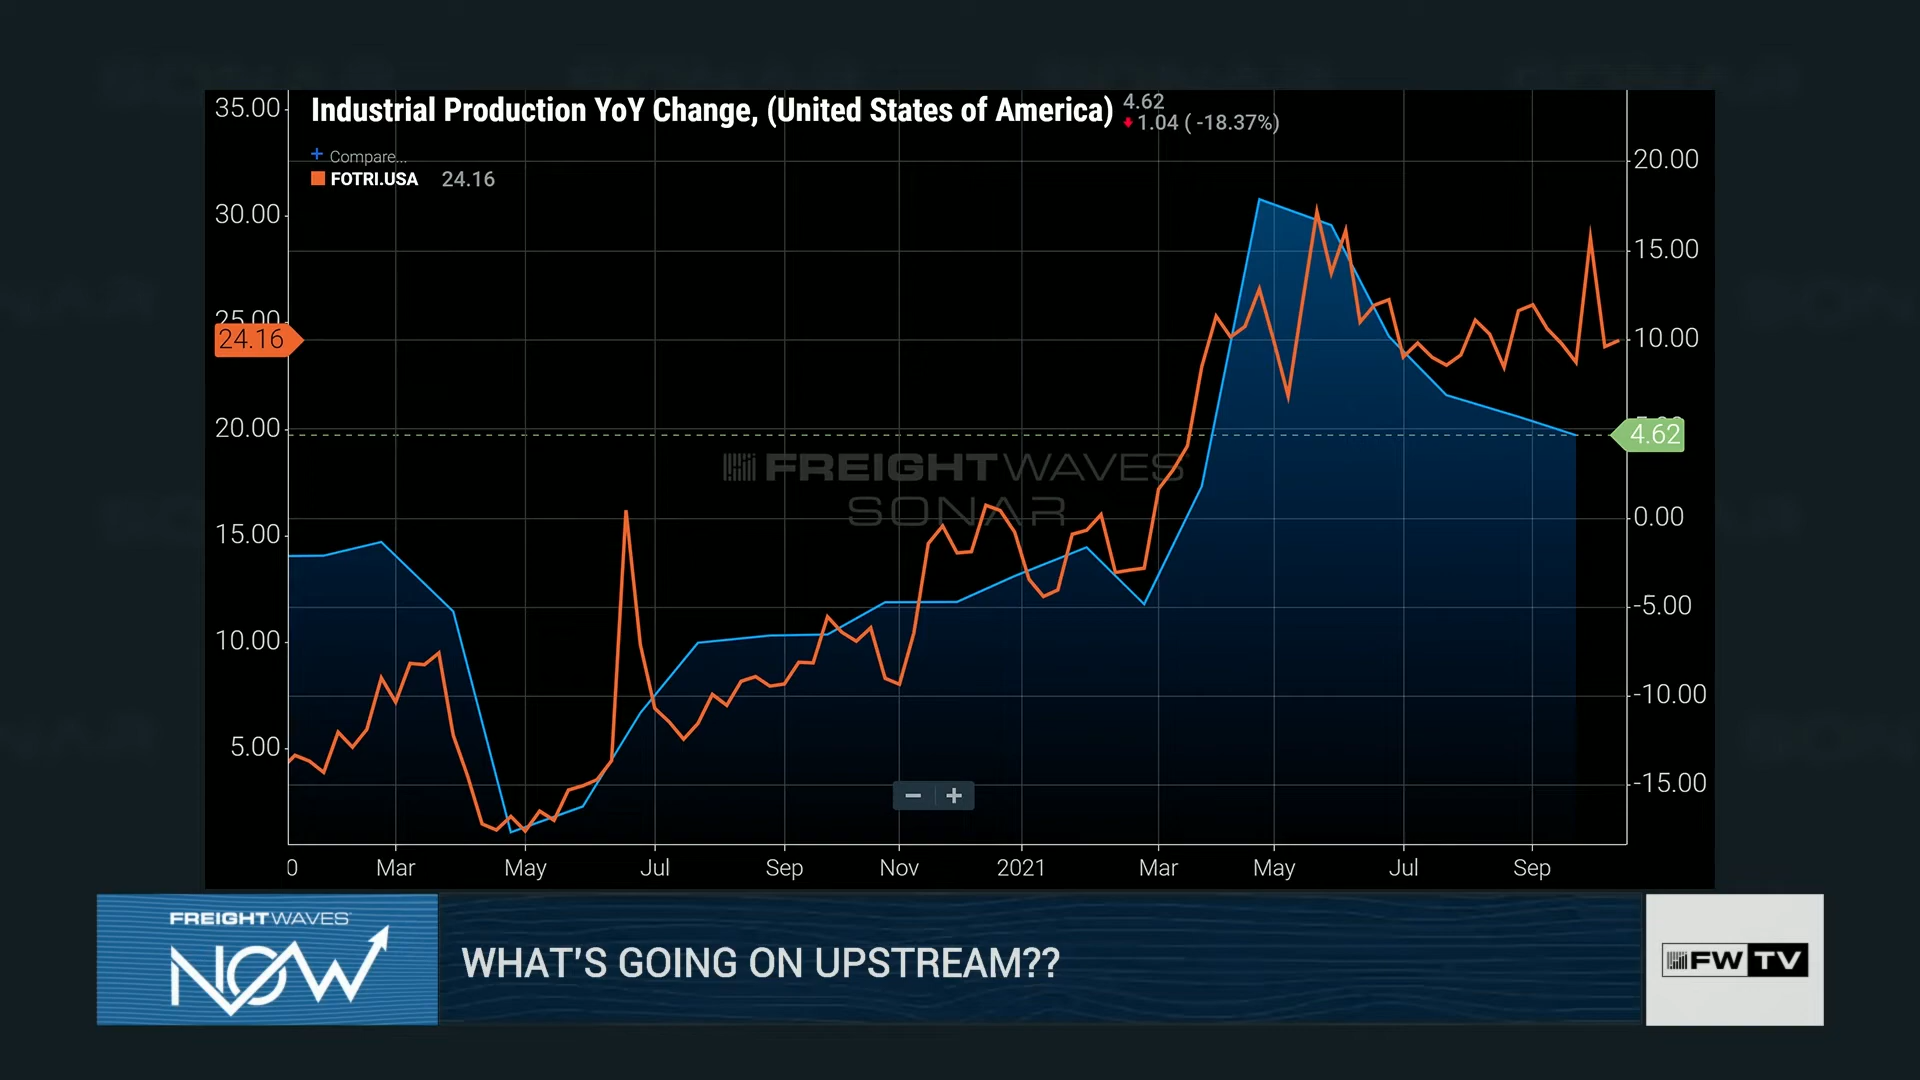 Industrial Production YoY Change, (United States of America)
4.62
1.04 ( -18.37%)
+ Compare...
FOTRI.USA 24.16
35.00
30.00
25.00
24.16
20.00
15.00
10.00
5.00
20.00
15.00
10.00
4.62
0.00
-5.00
-10.00
-15.00
FREIGHTWAVES
SONAR
− +
0 Mar May Jul Sep Nov 2021 Mar May Jul Sep
FREIGHTWAVES
NOW
WHAT'S GOING ON UPSTREAM??
FW TV